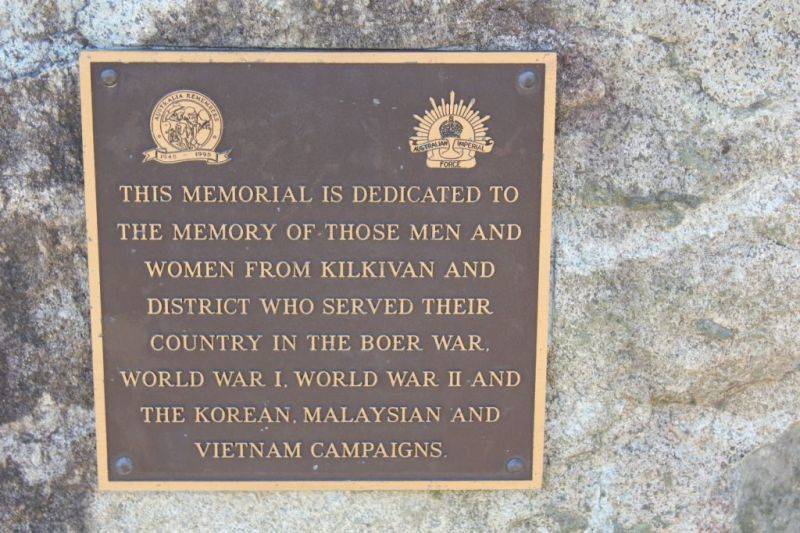 AUSTRALIA REMEMBERS
1945 - 1995
AUSTRALIAN IMPERIAL
FORCE
THIS MEMORIAL IS DEDICATED TO
THE MEMORY OF THOSE MEN AND
WOMEN FROM KILKIVAN AND
DISTRICT WHO SERVED THEIR
COUNTRY IN THE BOER WAR,
WORLD WAR I, WORLD WAR II AND
THE KOREAN, MALAYSIAN AND
VIETNAM CAMPAIGNS.